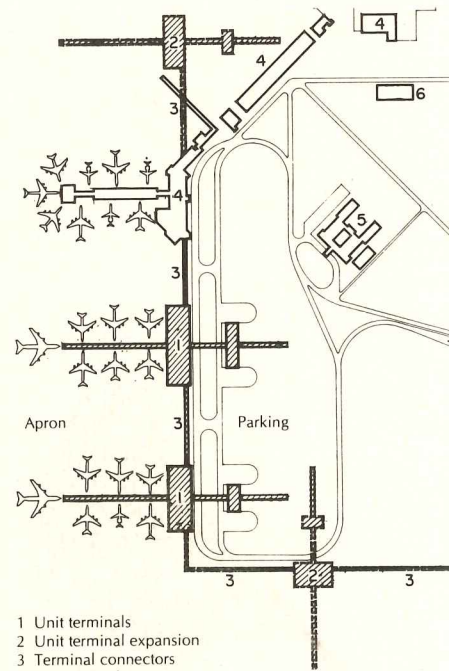 2
4
4
6
3
5
4
3
1
3
Apron
Parking
1
2
3
3
1 Unit terminals
2 Unit terminal expansion
3 Terminal connectors